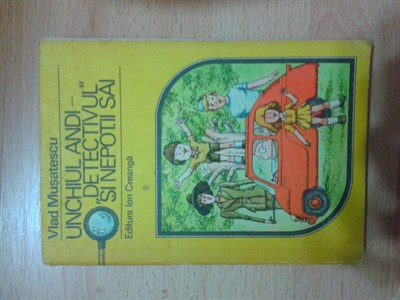 Vlad Mușatescu
UNCHIUL ANDI –
„DETECTIVUL”
ȘI NEPOȚII SĂI
Editura Ion Creangă